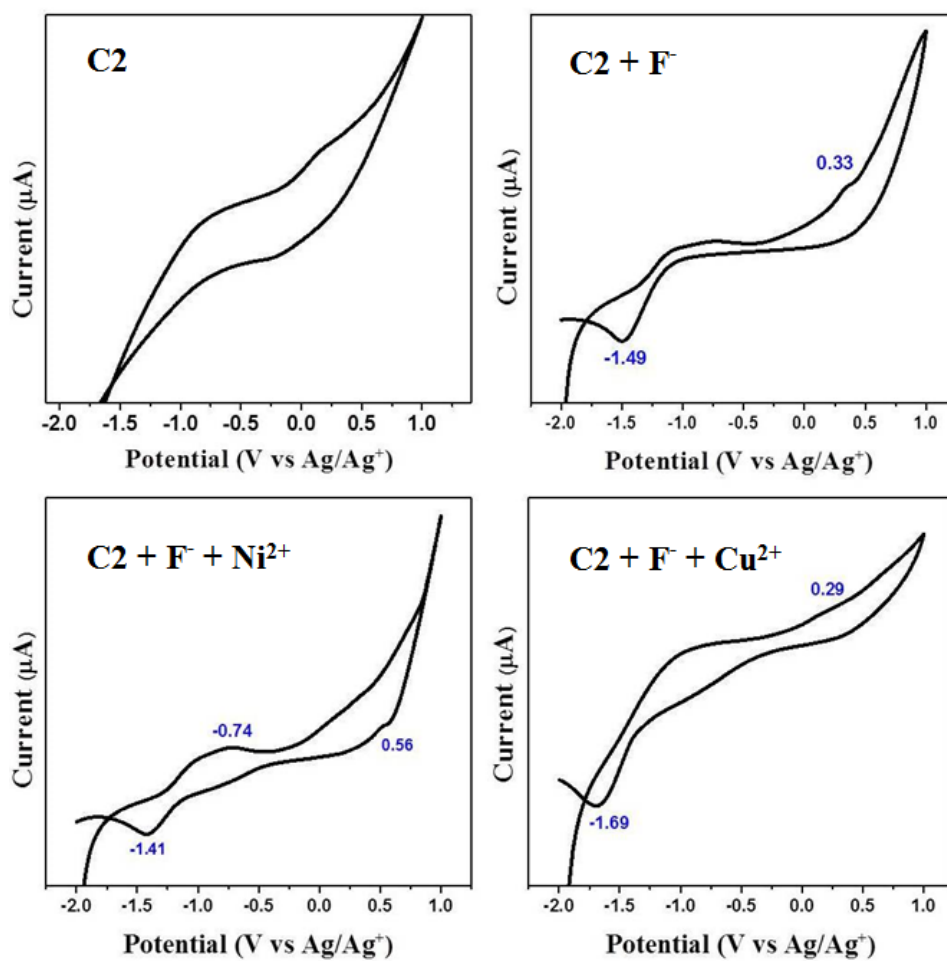 C2
Current (μA)
-2.0 -1.5 -1.0 -0.5 0.0 0.5 1.0
Potential (V vs Ag/Ag⁺)
C2 + F⁻
0.33
-1.49
Current (μA)
-2.0 -1.5 -1.0 -0.5 0.0 0.5 1.0
Potential (V vs Ag/Ag⁺)
C2 + F⁻ + Ni²⁺
-0.74
0.56
-1.41
Current (μA)
-2.0 -1.5 -1.0 -0.5 0.0 0.5 1.0
Potential (V vs Ag/Ag⁺)
C2 + F⁻ + Cu²⁺
0.29
-1.69
Current (μA)
-2.0 -1.5 -1.0 -0.5 0.0 0.5 1.0
Potential (V vs Ag/Ag⁺)